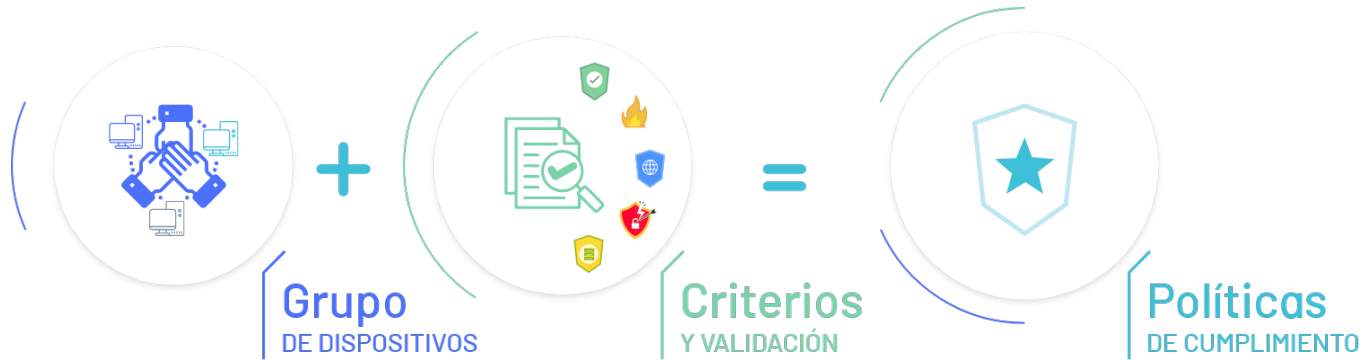 Grupo
DE DISPOSITIVOS
Criterios
Y VALIDACIÓN
Políticas
DE CUMPLIMIENTO